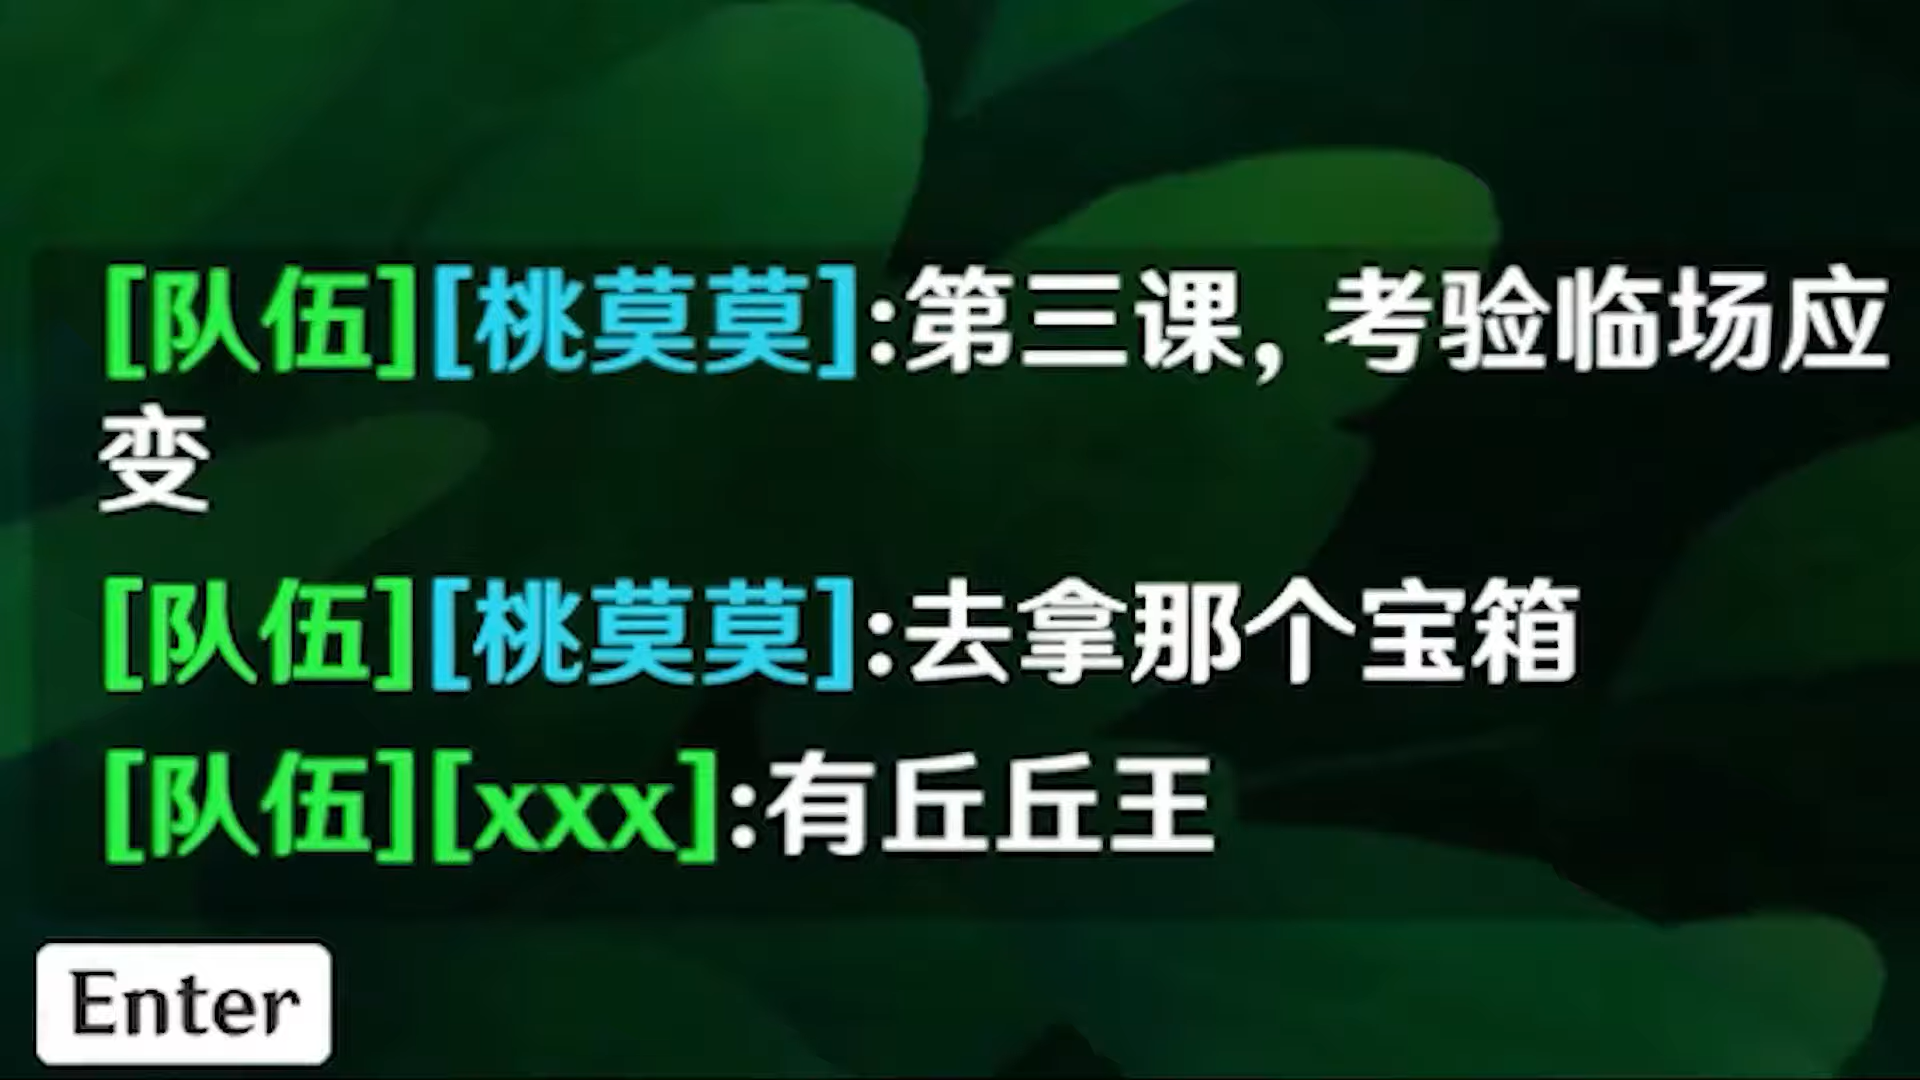 [队伍][桃莫莫]:第三课,考验临场应
变
[队伍][桃莫莫]:去拿那个宝箱
[队伍][xxx]:有丘丘王
Enter